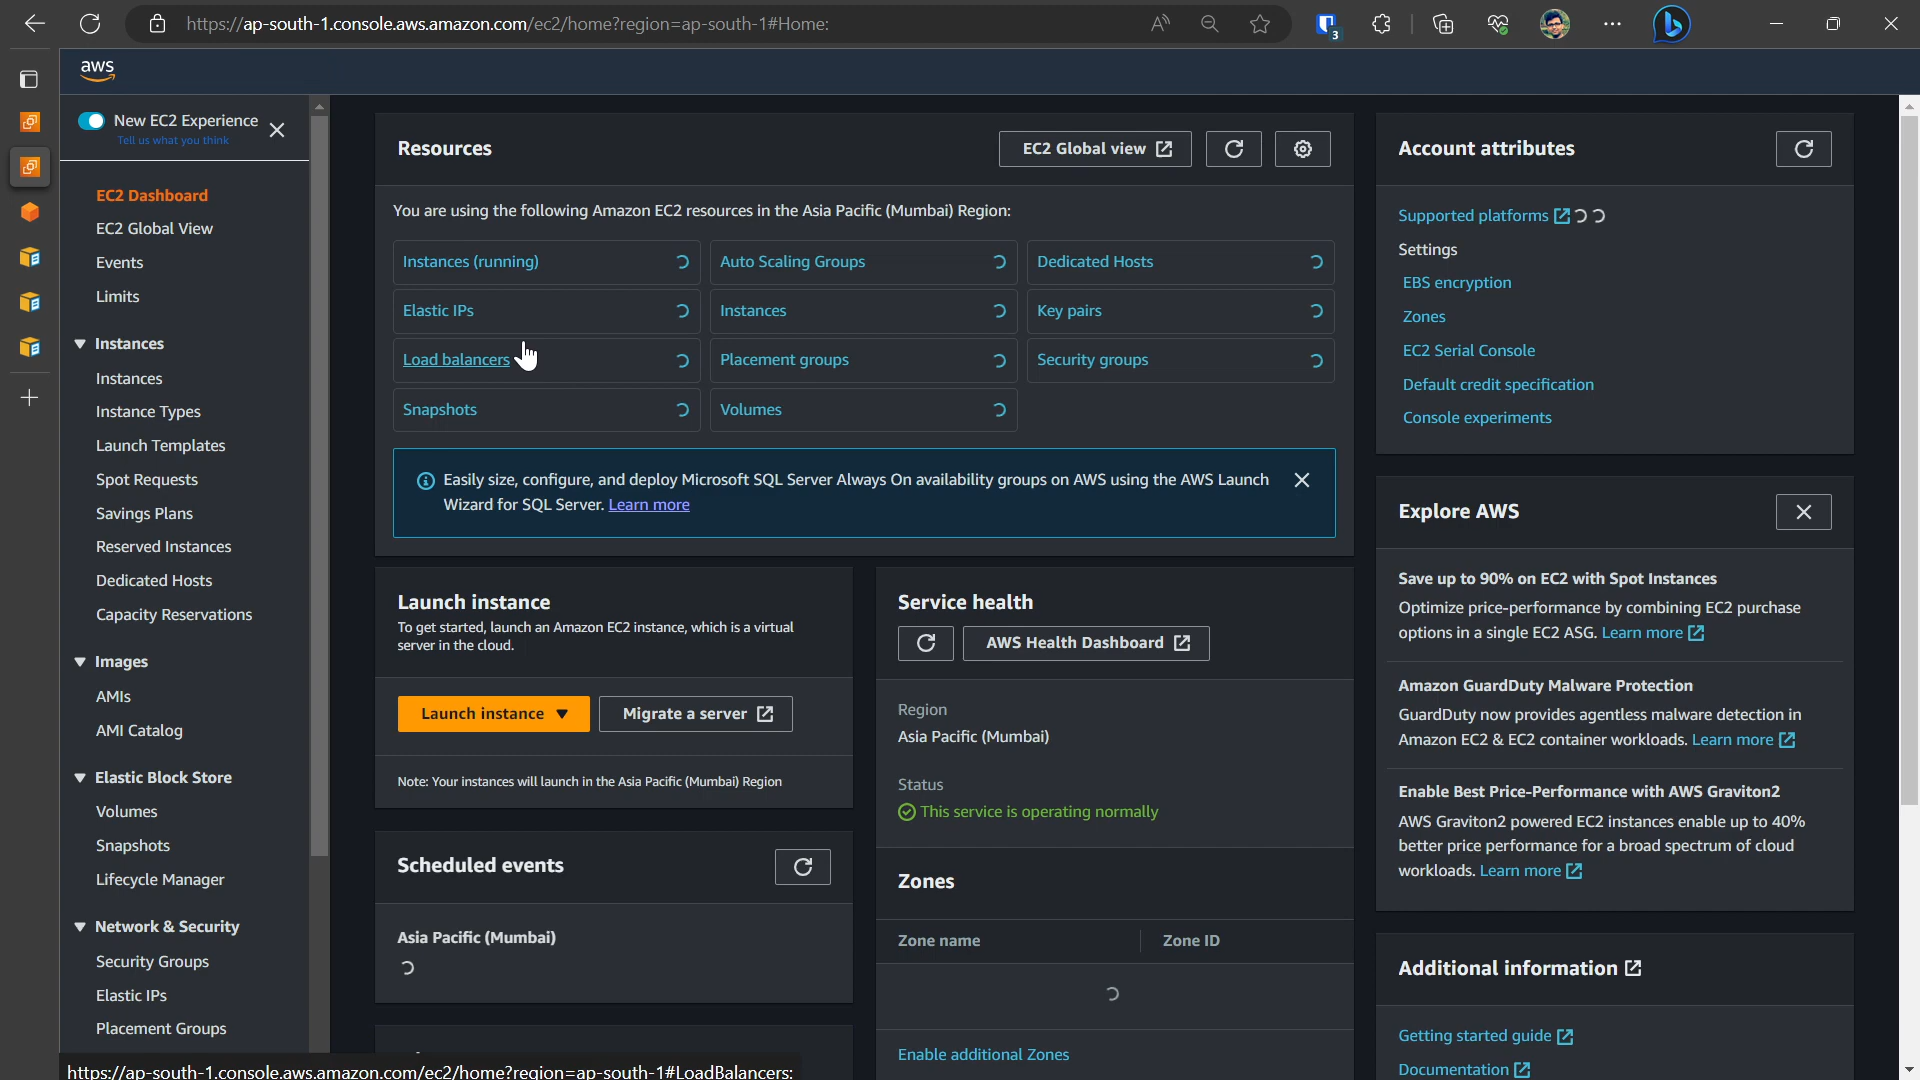 https://ap-south-1.console.aws.amazon.com/ec2/home?region=ap-south-1#Home:
3
aws
New EC2 Experience
Tell us what you think
EC2 Dashboard
EC2 Global View
Events
Limits
Instances
Instances
Instance Types
Launch Templates
Spot Requests
Savings Plans
Reserved Instances
Dedicated Hosts
Capacity Reservations
Images
AMIs
AMI Catalog
Elastic Block Store
Volumes
Snapshots
Lifecycle Manager
Network & Security
Security Groups
Elastic IPs
Placement Groups
Resources
EC2 Global view
You are using the following Amazon EC2 resources in the Asia Pacific (Mumbai) Region:
Instances (running)
Auto Scaling Groups
Dedicated Hosts
Elastic IPs
Instances
Key pairs
Load balancers
Placement groups
Security groups
Snapshots
Volumes
Easily size, configure, and deploy Microsoft SQL Server Always On availability groups on AWS using the AWS Launch
Wizard for SQL Server. Learn more
Launch instance
To get started, launch an Amazon EC2 instance, which is a virtual
server in the cloud.
Launch instance
Migrate a server
Note: Your instances will launch in the Asia Pacific (Mumbai) Region
Scheduled events
Asia Pacific (Mumbai)
Service health
AWS Health Dashboard
Region
Asia Pacific (Mumbai)
Status
This service is operating normally
Zones
Zone name
Zone ID
Enable additional Zones
Account attributes
Supported platforms
Settings
EBS encryption
Zones
EC2 Serial Console
Default credit specification
Console experiments
Explore AWS
Save up to 90% on EC2 with Spot Instances
Optimize price-performance by combining EC2 purchase
options in a single EC2 ASG. Learn more
Amazon GuardDuty Malware Protection
GuardDuty now provides agentless malware detection in
Amazon EC2 & EC2 container workloads. Learn more
Enable Best Price-Performance with AWS Graviton2
AWS Graviton2 powered EC2 instances enable up to 40%
better price performance for a broad spectrum of cloud
workloads. Learn more
Additional information
Getting started guide
Documentation
https://ap-south-1.console.aws.amazon.com/ec2/home?region=ap-south-1#LoadBalancers: